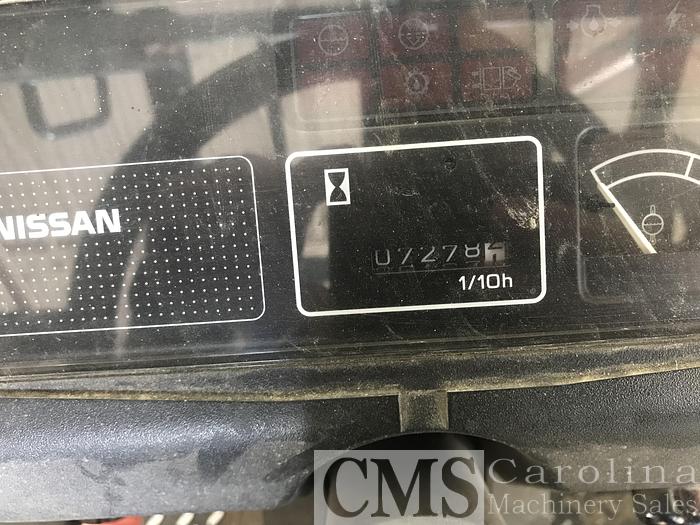 NISSAN
07278
1/10h
CMS Carolina
Machinery Sales